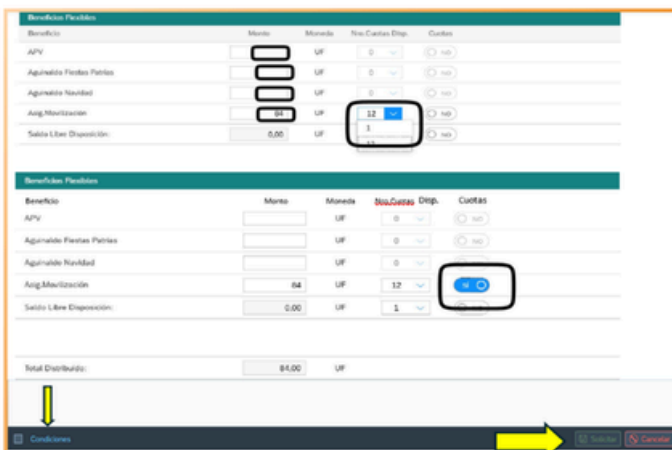 Beneficios Flexibles
Beneficio Monto Moneda Nro.Cuotas Disp. Cuotas
APV UF 0 NO
Aguinaldo Fiestas Patrias UF 0 NO
Aguinaldo Navidad UF 0 NO
Asig.Movilización 84 UF 12 NO
1
Saldo Libre Disposición: 0,00 UF 12 NO
Beneficios Flexibles
Beneficio Monto Moneda Nro.Cuotas Disp. Cuotas
APV UF 0 NO
Aguinaldo Fiestas Patrias UF 0 NO
Aguinaldo Navidad UF 0
Asig.Movilización 84 UF 12 SÍ
Saldo Libre Disposición: 0,00 UF 1 NO
Total Distribuido: 84,00 UF
Condiciones Solicitar Cancelar